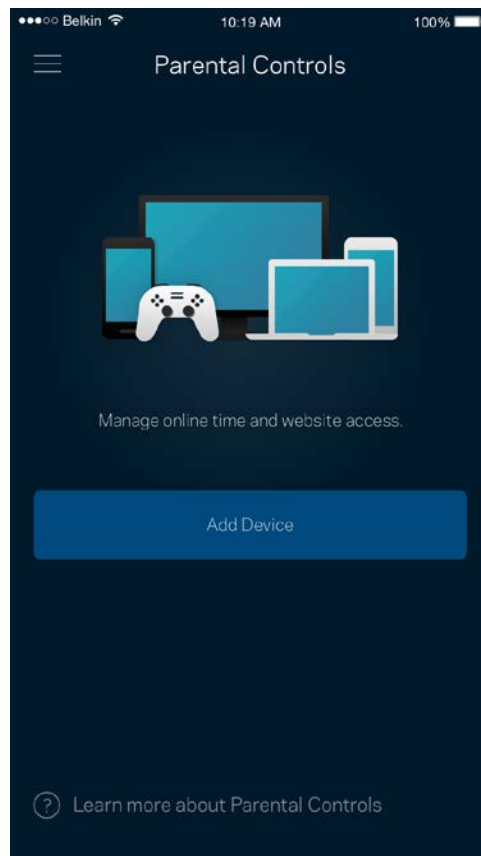 ●●●○○ Belkin 10:19 AM 100%
Parental Controls
Manage online time and website access.
Add Device
? Learn more about Parental Controls